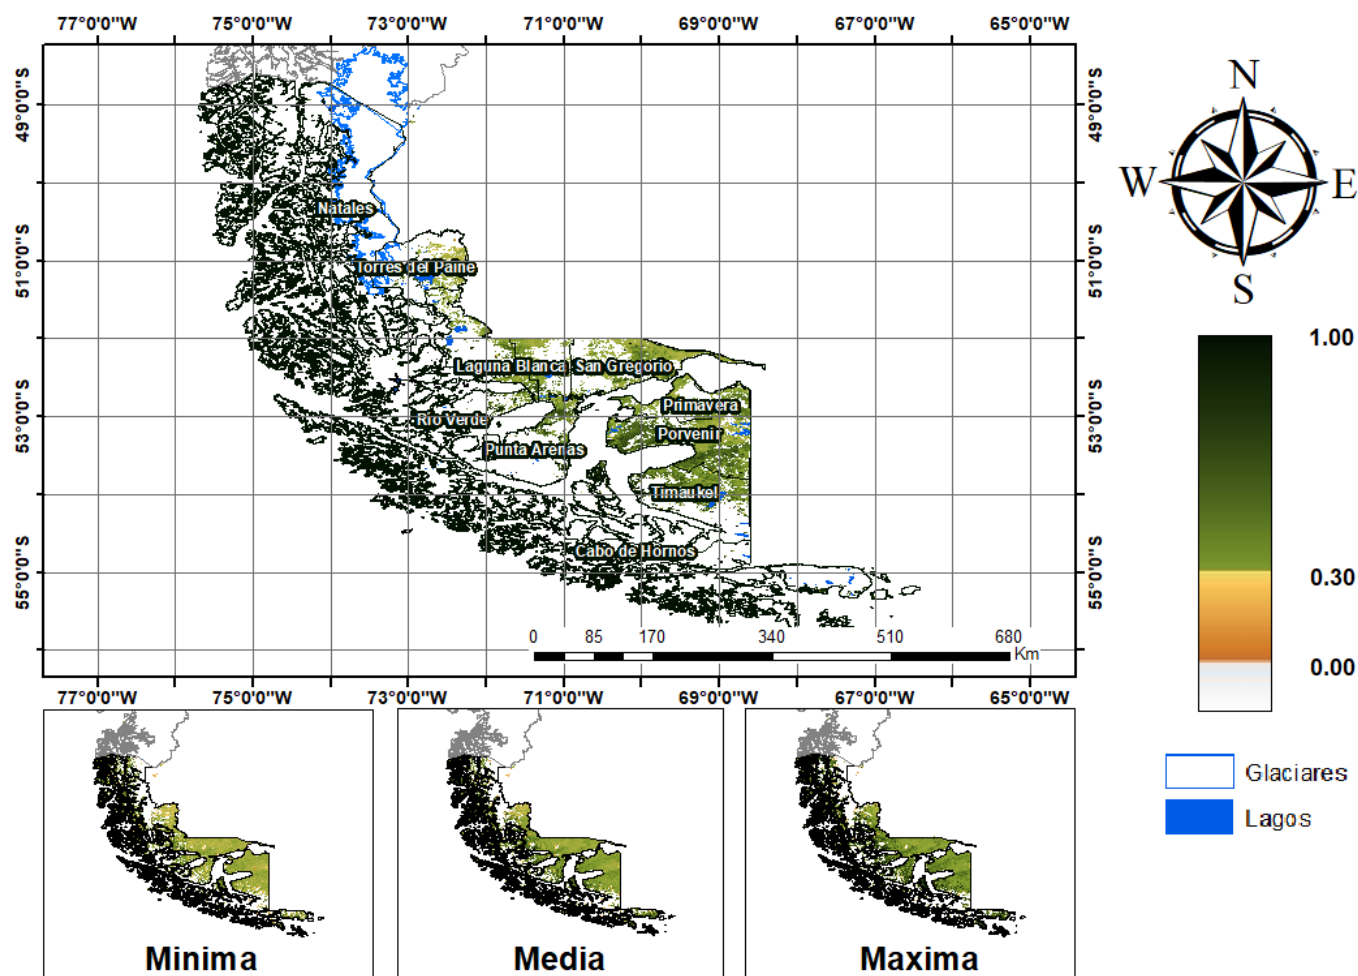 77°0'0"W 75°0'0"W 73°0'0"W 71°0'0"W 69°0'0"W 67°0'0"W 65°0'0"W
49°0'0"S 49°0'0"S
51°0'0"S 51°0'0"S
53°0'0"S 53°0'0"S
55°0'0"S 55°0'0"S
Natales
Torres del Paine
Laguna Blanca San Gregorio
Primavera
Rio Verde
Porvenir
Punta Arenas
Timaukel
Cabo de Hornos
0 85 170 340 510 680
Km
77°0'0"W 75°0'0"W 73°0'0"W 71°0'0"W 69°0'0"W 67°0'0"W 65°0'0"W
N
W E
S
1.00
0.30
0.00
Glaciares
Lagos
Minima
Media
Maxima